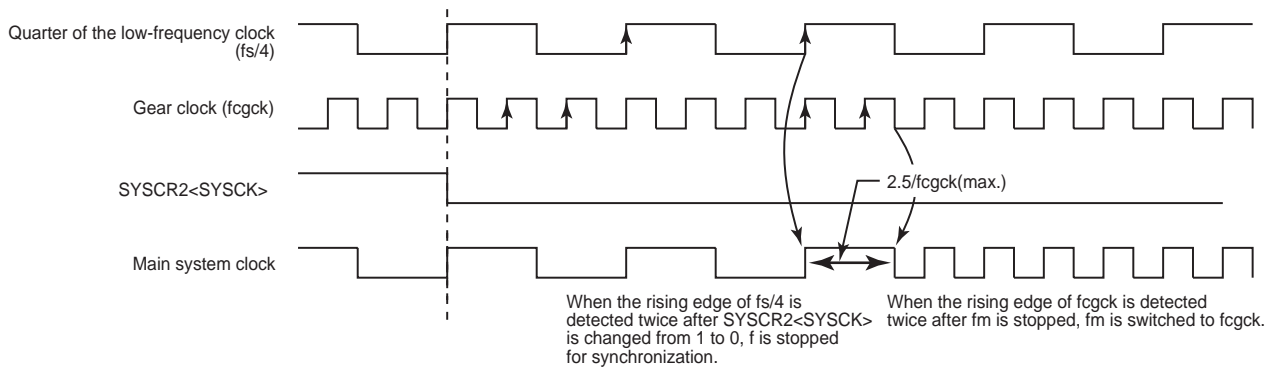 Quarter of the low-frequency clock
(fs/4)
Gear clock (fcgck)
SYSCR2<SYSCK>
2.5/fcgck(max.)
Main system clock
When the rising edge of fs/4 is
detected twice after SYSCR2<SYSCK>
is changed from 1 to 0, f is stopped
for synchronization.
When the rising edge of fcgck is detected
twice after fm is stopped, fm is switched to fcgck.